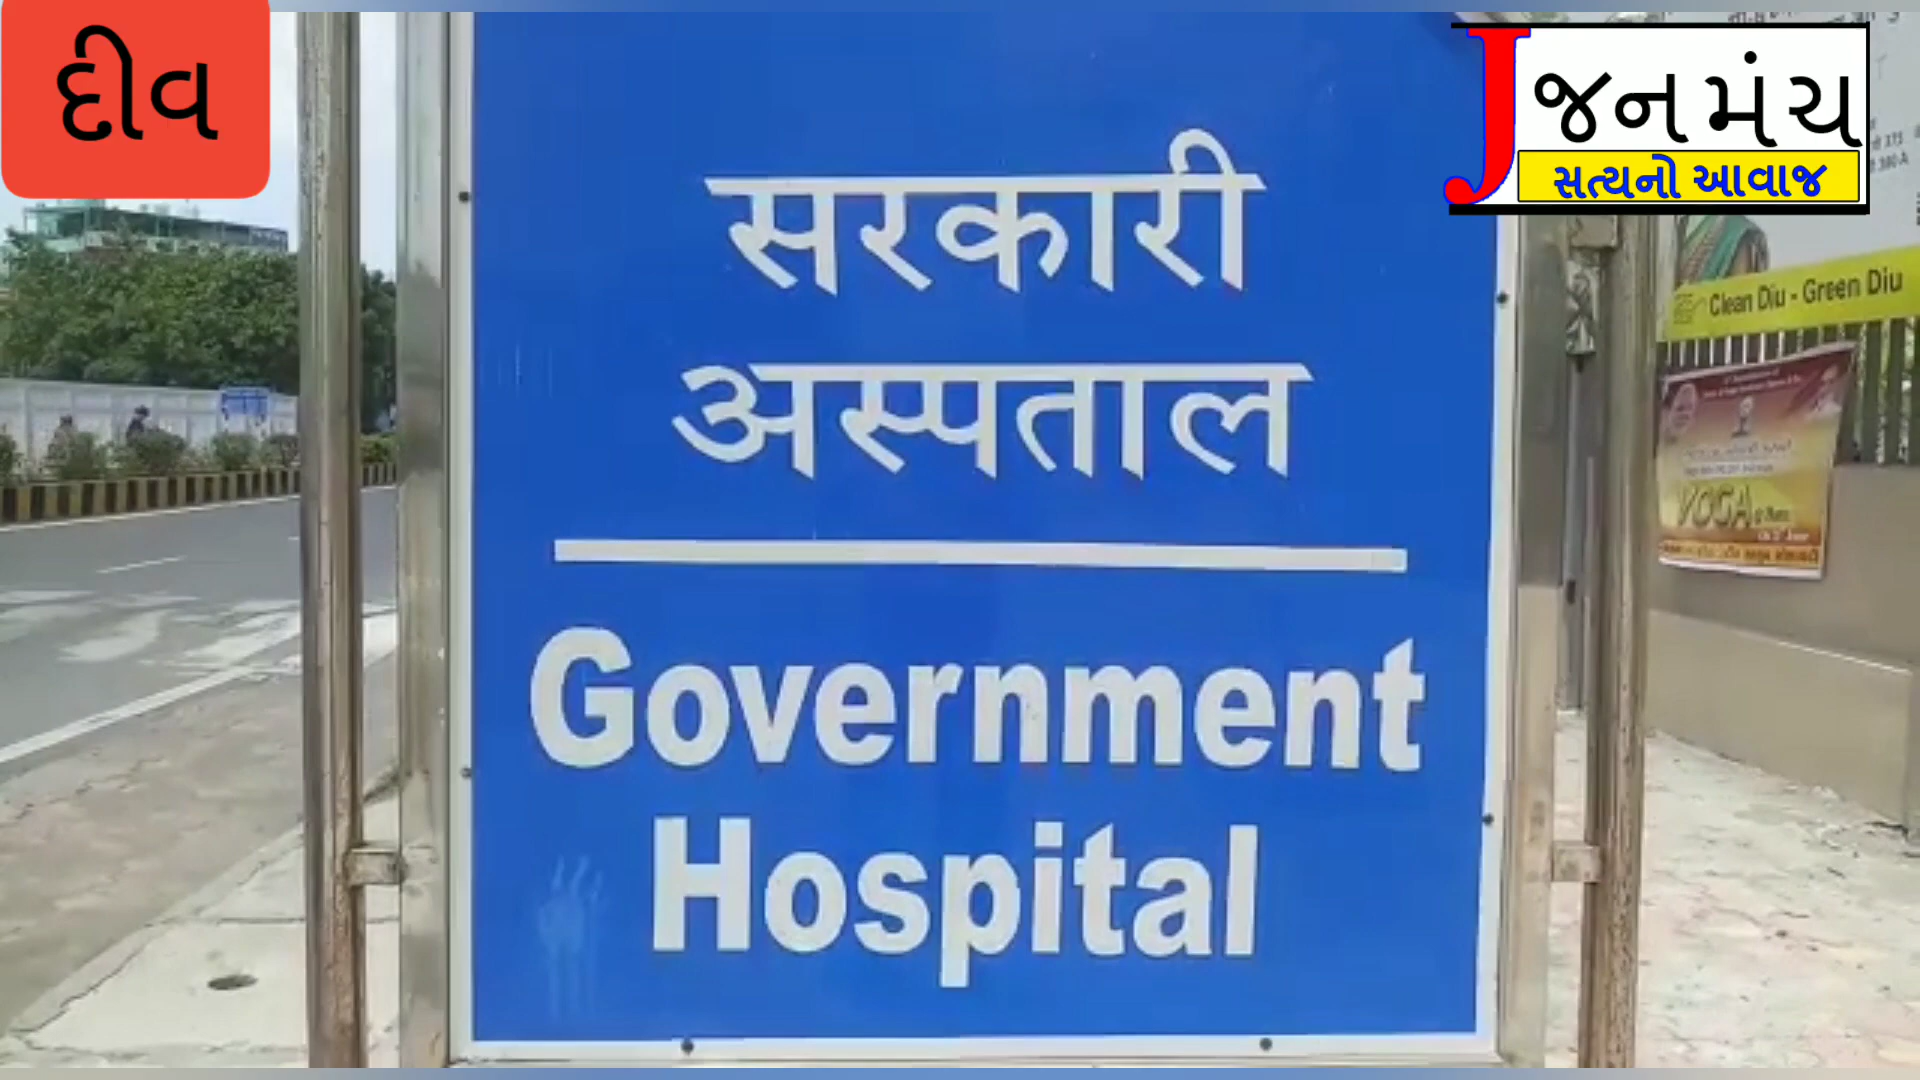 દીવ
જનમંચ
સત્યનો આવાજ
सरकारी
अस्पताल
Government
Hospital
Clean Diu - Green Diu
YOGA